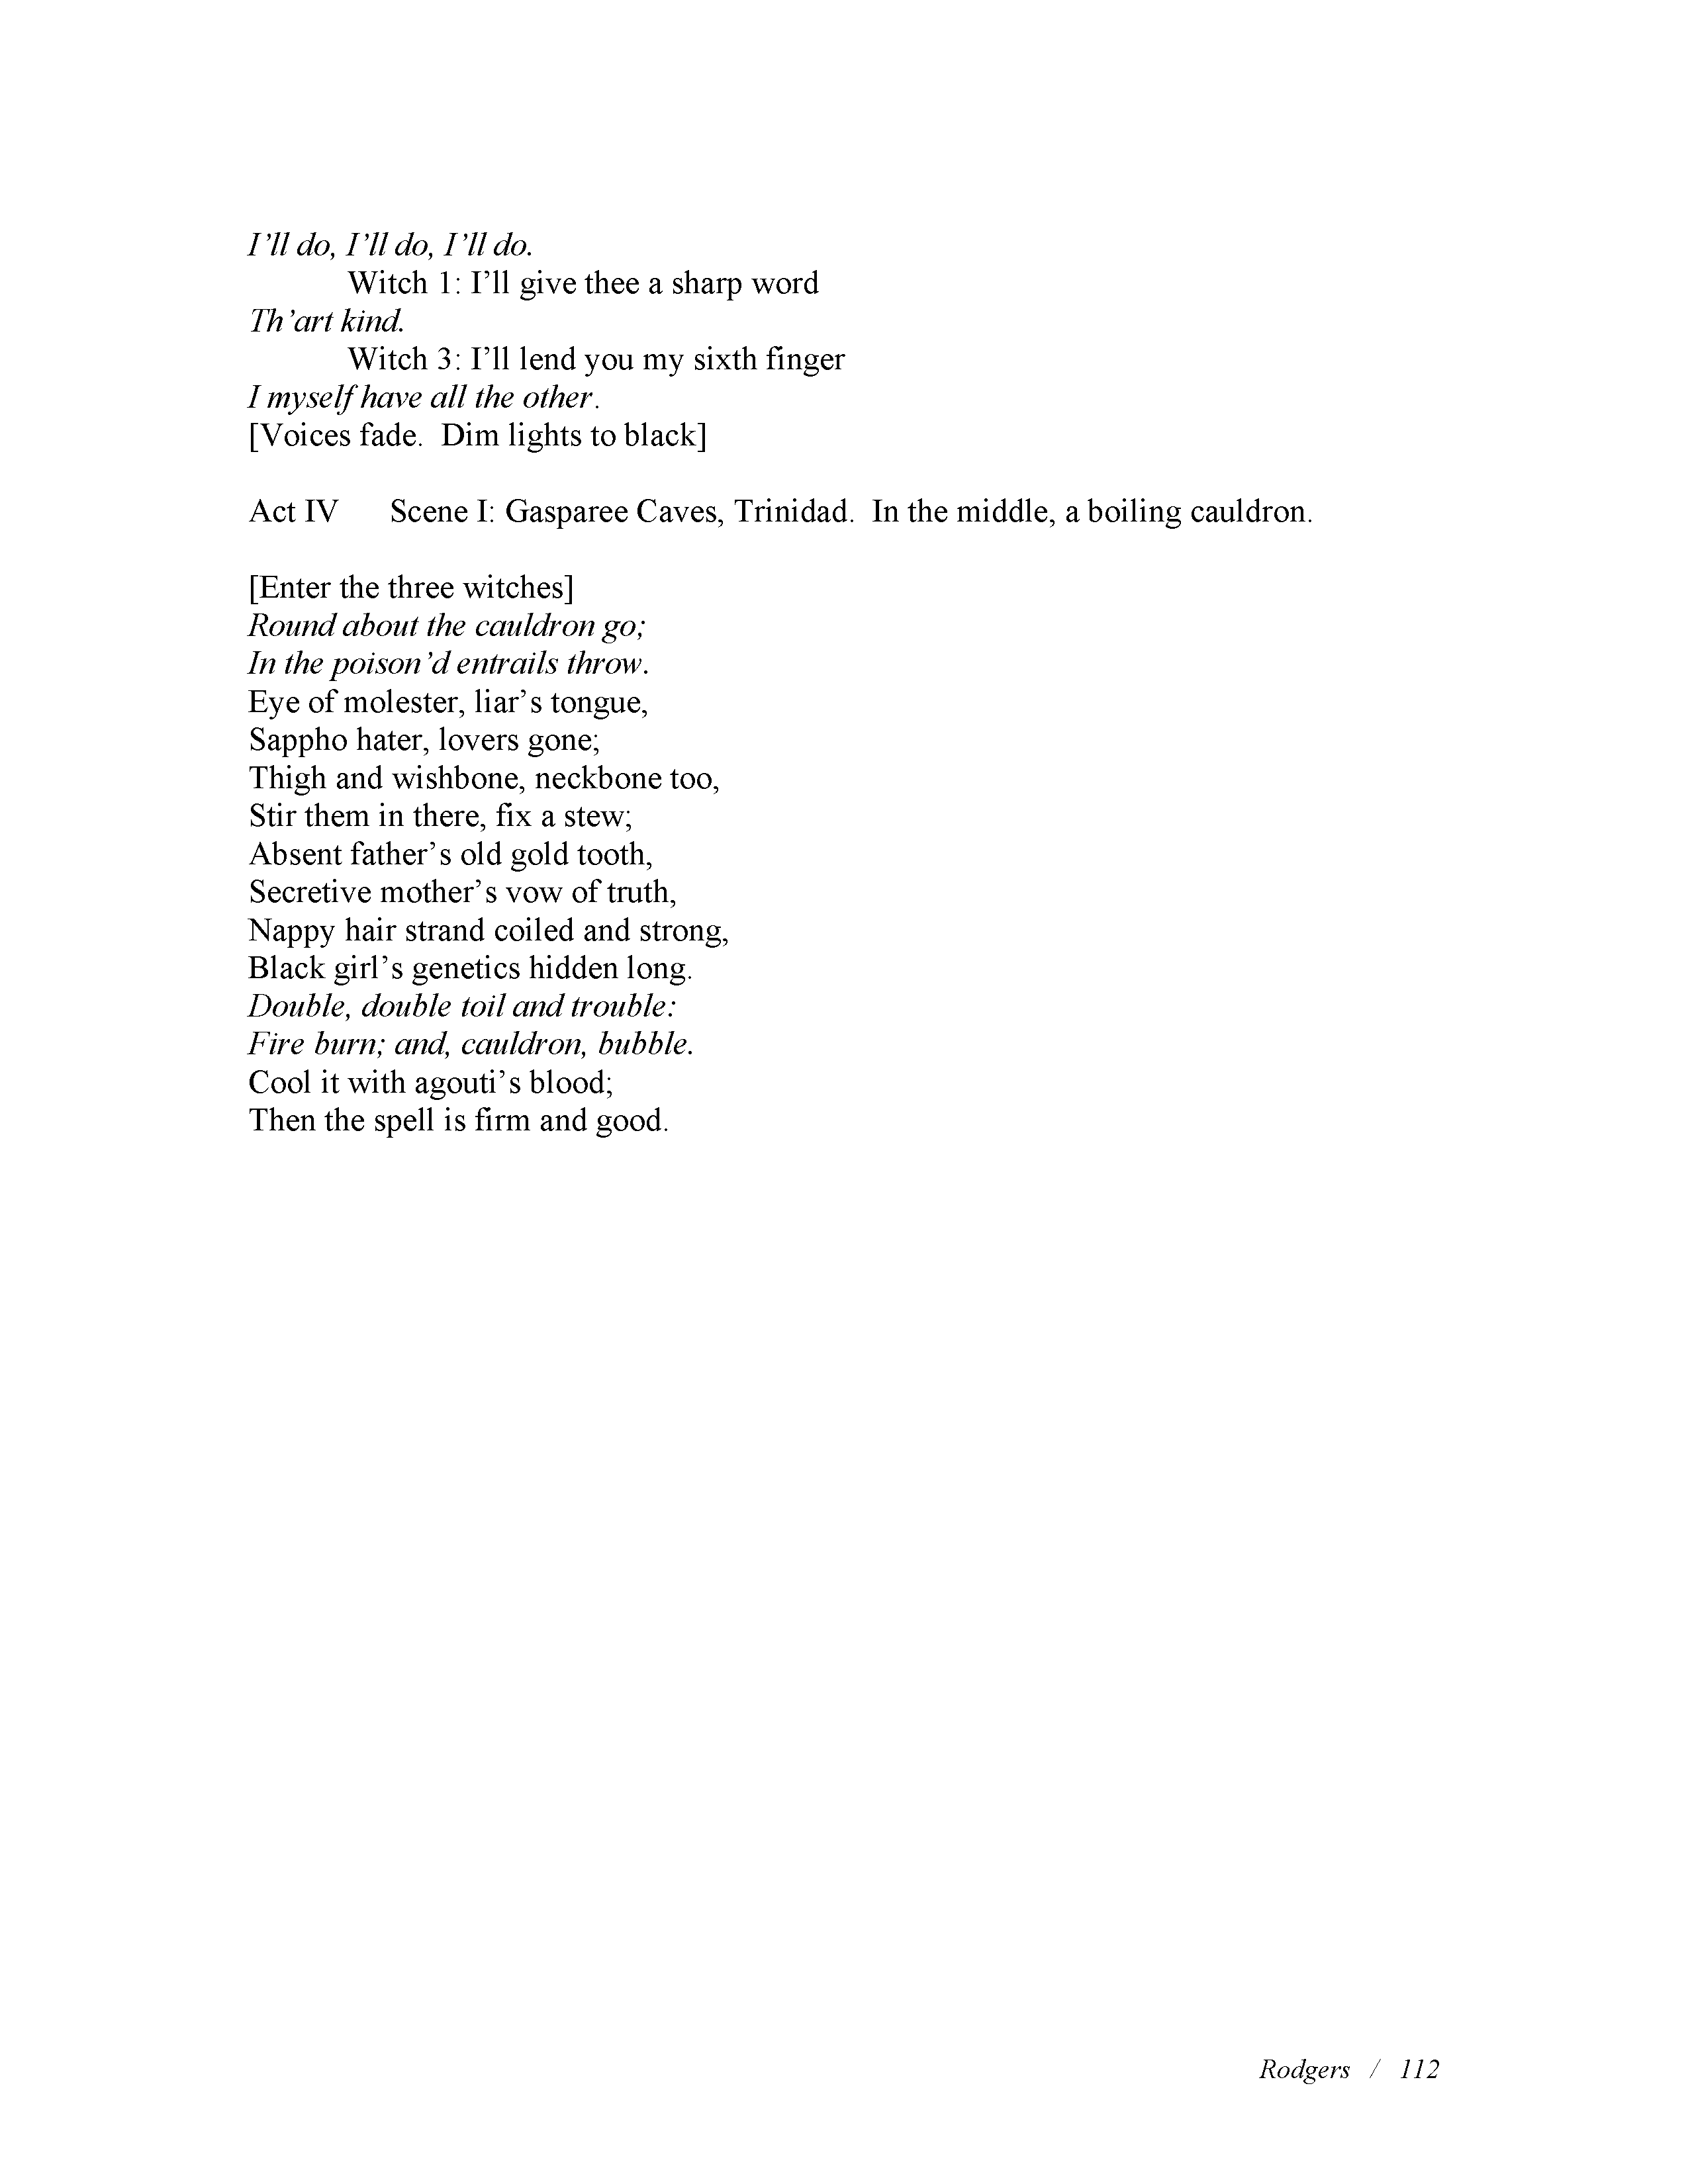 I’ll do, I’ll do, I’ll do.
Witch 1: I’ll give thee a sharp word
Th’art kind.
Witch 3: I’ll lend you my sixth finger
I myself have all the other.
[Voices fade.  Dim lights to black]
Act IV      Scene I: Gasparee Caves, Trinidad.  In the middle, a boiling cauldron.
[Enter the three witches]
Round about the cauldron go;
In the poison’d entrails throw.
Eye of molester, liar’s tongue,
Sappho hater, lovers gone;
Thigh and wishbone, neckbone too,
Stir them in there, fix a stew;
Absent father’s old gold tooth,
Secretive mother’s vow of truth,
Nappy hair strand coiled and strong,
Black girl’s genetics hidden long.
Double, double toil and trouble:
Fire burn; and, cauldron, bubble.
Cool it with agouti’s blood;
Then the spell is firm and good.
Rodgers  /  112